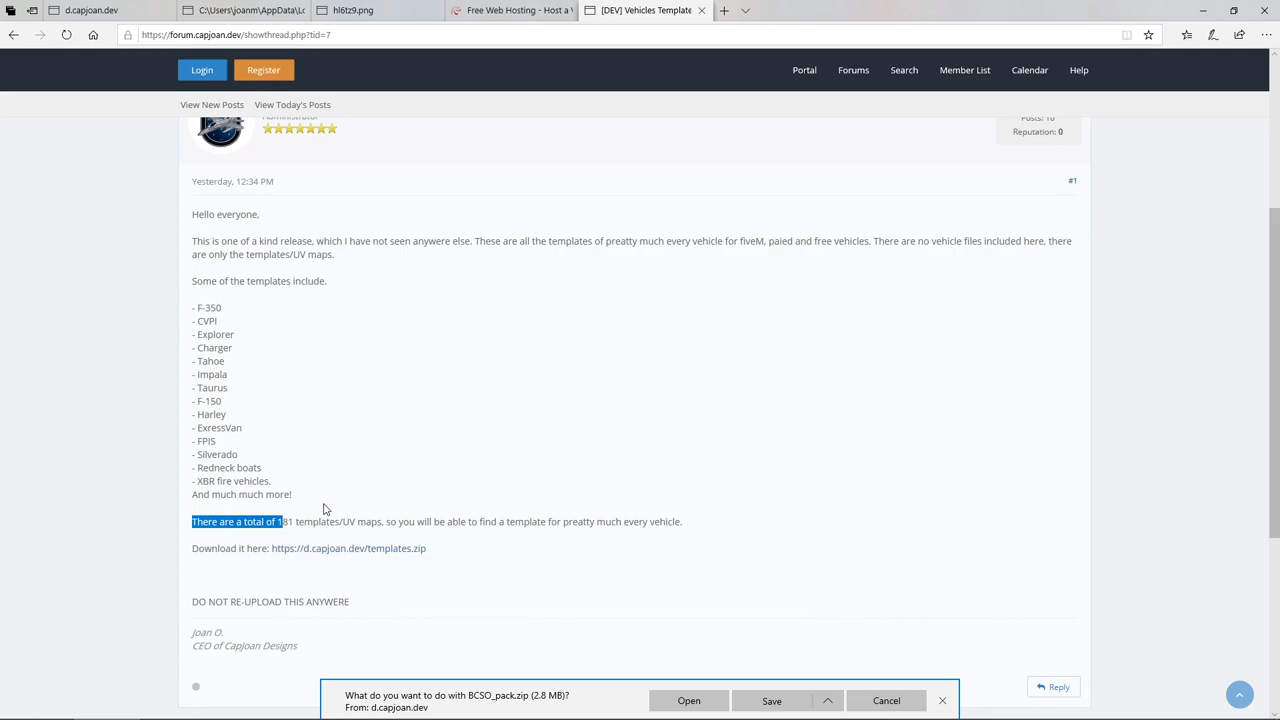 d.capjoan.dev
C:\Users\joanm\AppData\Lo
hl6tz9.png
Free Web Hosting - Host a
[DEV] Vehicles Template
https://forum.capjoan.dev/showthread.php?tid=7
Login
Register
Portal
Forums
Search
Member List
Calendar
Help
View New Posts
View Today's Posts
Administrator
Posts: 10
Reputation: 0
Yesterday, 12:34 PM
#1
Hello everyone,
This is one of a kind release, which I have not seen anywere else. These are all the templates of preatty much every vehicle for fiveM, paied and free vehicles. There are no vehicle files included here, there
are only the templates/UV maps.
Some of the templates include.
- F-350
- CVPI
- Explorer
- Charger
- Tahoe
- Impala
- Taurus
- F-150
- Harley
- ExressVan
- FPIS
- Silverado
- Redneck boats
- XBR fire vehicles.
And much much more!
There are a total of 181 templates/UV maps, so you will be able to find a template for preatty much every vehicle.
Download it here: https://d.capjoan.dev/templates.zip
DO NOT RE-UPLOAD THIS ANYWERE
Joan O.
CEO of CapJoan Designs
What do you want to do with BCSO_pack.zip (2.8 MB)?
From: d.capjoan.dev
Open
Save
Cancel
Reply